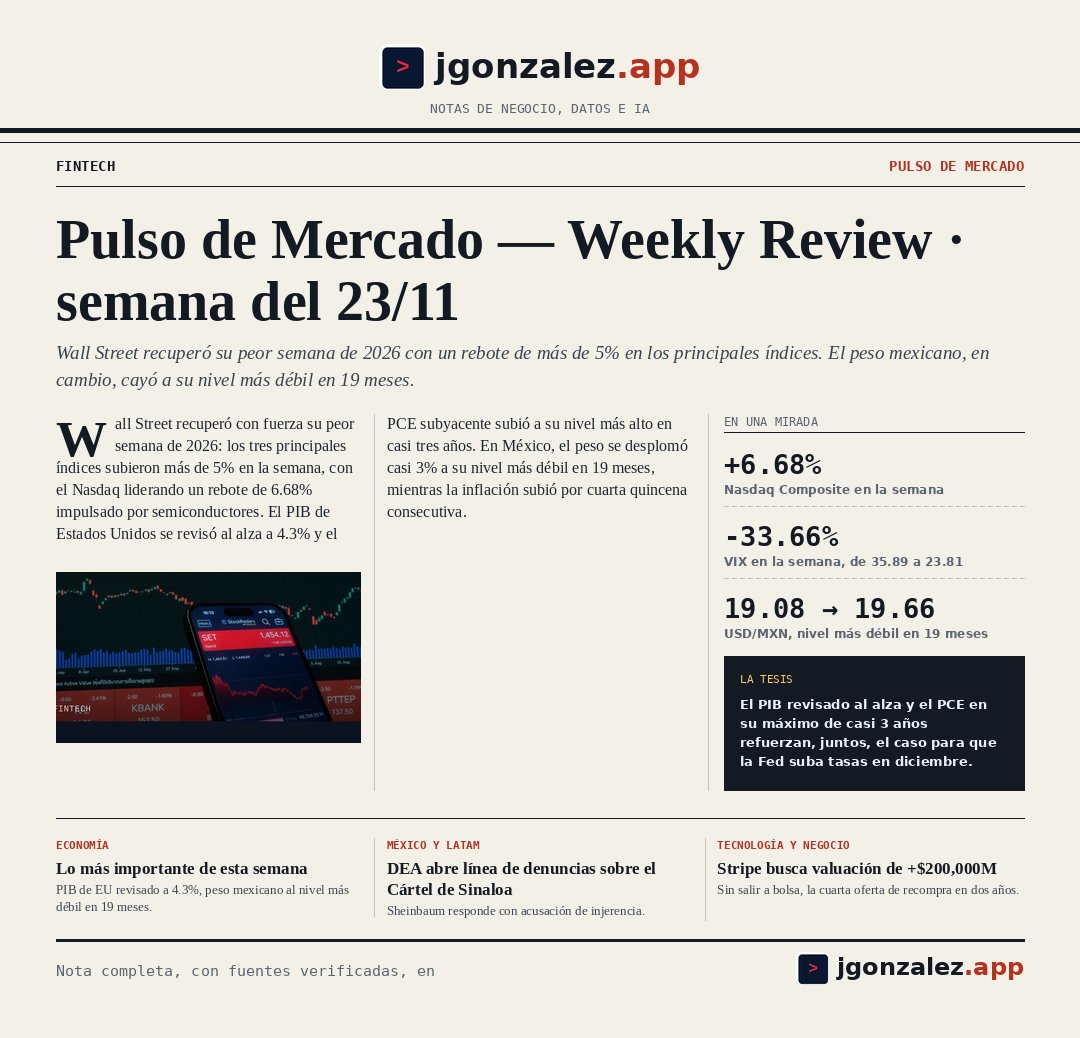 > jgonzalez.app
NOTAS DE NEGOCIO, DATOS E IA
FINTECH
PULSO DE MERCADO
Pulso de Mercado — Weekly Review ·
semana del 23/11
Wall Street recuperó su peor semana de 2026 con un rebote de más de 5% en los principales índices. El peso mexicano, en
cambio, cayó a su nivel más débil en 19 meses.
Wall Street recuperó con fuerza su peor
semana de 2026: los tres principales
índices subieron más de 5% en la semana, con
el Nasdaq liderando un rebote de 6.68%
impulsado por semiconductores. El PIB de
Estados Unidos se revisó al alza a 4.3% y el
SET
1,454.12
StockRadars
KBANK
153.50
PTTEP
137.50
FINTECH
PCE subyacente subió a su nivel más alto en
casi tres años. En México, el peso se desplomó
casi 3% a su nivel más débil en 19 meses,
mientras la inflación subió por cuarta quincena
consecutiva.
EN UNA MIRADA
+6.68%
Nasdaq Composite en la semana
-33.66%
VIX en la semana, de 35.89 a 23.81
19.08 → 19.66
USD/MXN, nivel más débil en 19 meses
LA TESIS
El PIB revisado al alza y el PCE en
su máximo de casi 3 años
refuerzan, juntos, el caso para que
la Fed suba tasas en diciembre.
ECONOMÍA
Lo más importante de esta semana
PIB de EU revisado a 4.3%, peso mexicano al nivel más
débil en 19 meses.
MÉXICO Y LATAM
DEA abre línea de denuncias sobre el
Cártel de Sinaloa
Sheinbaum responde con acusación de injerencia.
TECNOLOGÍA Y NEGOCIO
Stripe busca valuación de +$200,000M
Sin salir a bolsa, la cuarta oferta de recompra en dos años.
Nota completa, con fuentes verificadas, en
> jgonzalez.app